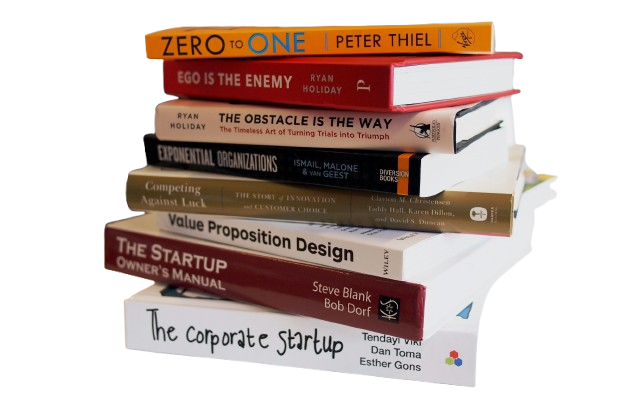 ZERO TO ONE | PETER THIEL |
EGO IS THE ENEMY
RYAN
HOLIDAY
P
RYAN
HOLIDAY
THE OBSTACLE IS THE WAY
The Timeless Art of Turning Trials into Triumph
EXPONENTIAL ORGANIZATIONS
ISMAIL, MALONE
& VAN GEEST
DIVERSION
BOOKS
Competing
Against Luck
THE STORY OF INNOVATION
AND CUSTOMER CHOICE
Clayton M. Christensen
Taddy Hall, Karen Dillon,
and David S. Duncan
Value Proposition Design
WILEY
THE STARTUP
OWNER'S MANUAL
Steve Blank
Bob Dorf
The corporate startup
Tendayi Viki
Dan Toma
Esther Gons